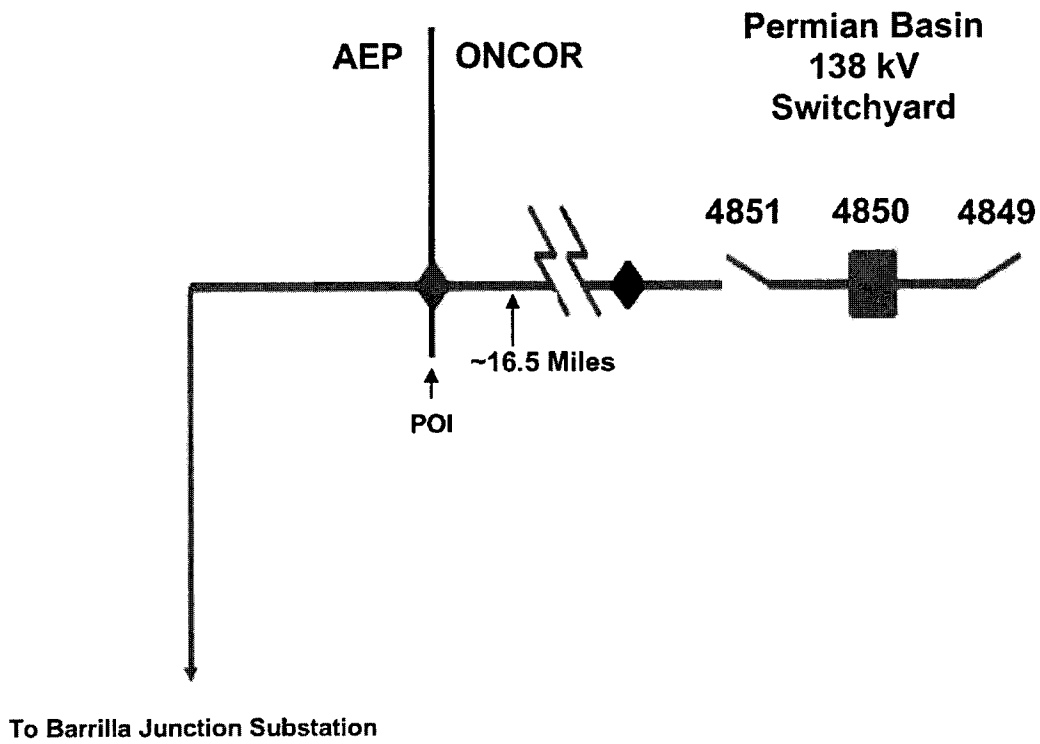 AEP
ONCOR
Permian Basin
138 kV
Switchyard
4851
4850
4849
~16.5 Miles
POI
To Barrilla Junction Substation